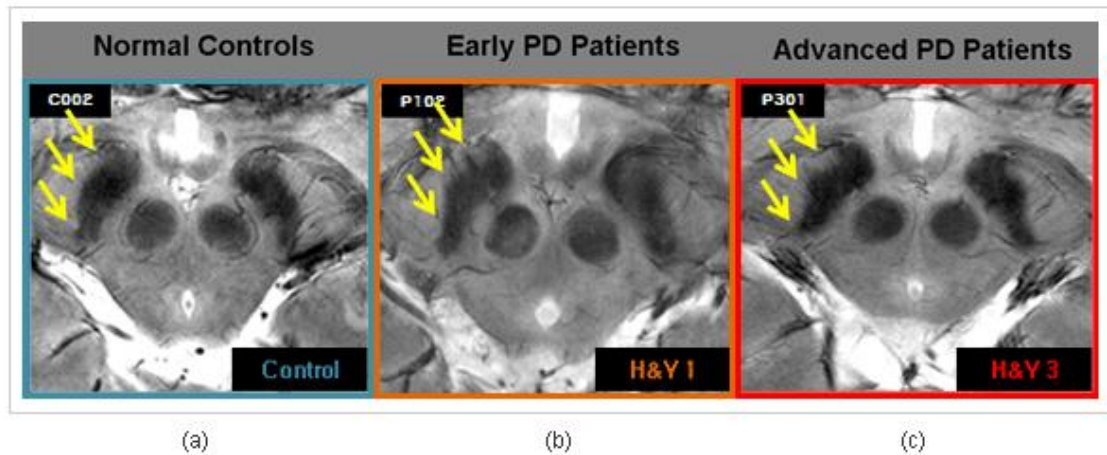 Normal Controls Early PD Patients Advanced PD Patients
C002 P102 P301
Control H&Y 1 H&Y 3
(a) (b) (c)